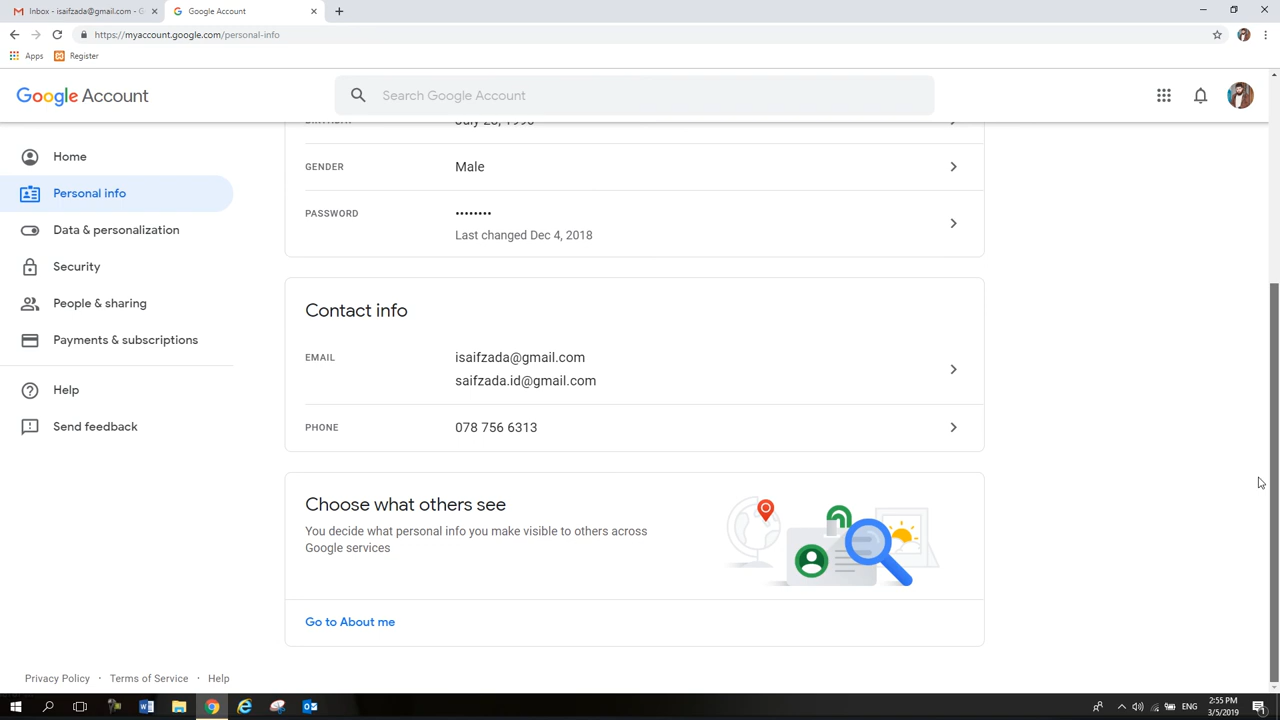 Inbox - isaifzada@gmail.com - G
Google Account
https://myaccount.google.com/personal-info
Apps
Register
Google Account
Search Google Account
Home
Personal info
Data & personalization
Security
People & sharing
Payments & subscriptions
Help
Send feedback
GENDER
Male
PASSWORD
••••••••
Last changed Dec 4, 2018
Contact info
EMAIL
isaifzada@gmail.com
saifzada.id@gmail.com
PHONE
078 756 6313
Choose what others see
You decide what personal info you make visible to others across
Google services
Go to About me
Privacy Policy · Terms of Service · Help
ENG
2:55 PM
3/5/2019
1